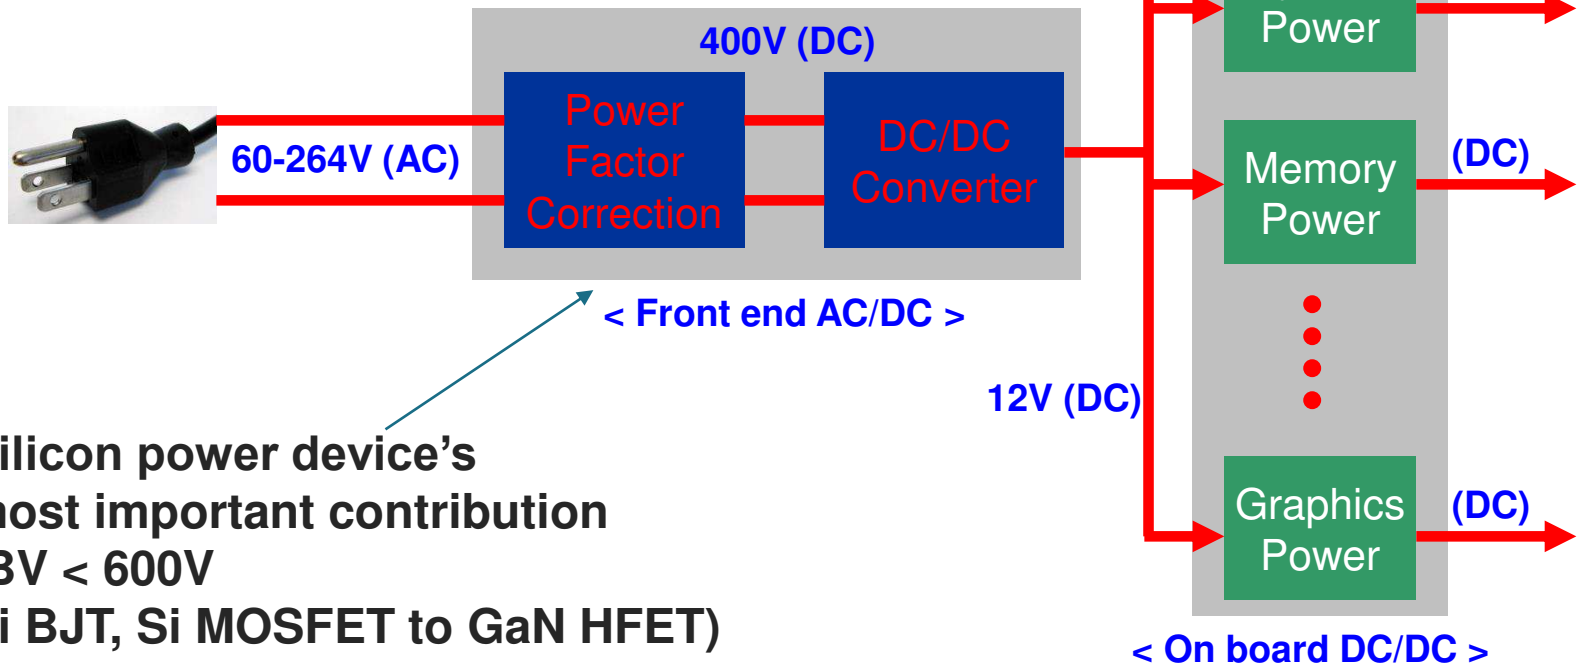 Power
400V (DC)
Power
Factor
Correction
DC/DC
Converter
60-264V (AC)
Memory
Power
(DC)
< Front end AC/DC >
12V (DC)
ilicon power device's
most important contribution
BV < 600V
i BJT, Si MOSFET to GaN HFET)
Graphics
Power
(DC)
< On board DC/DC >